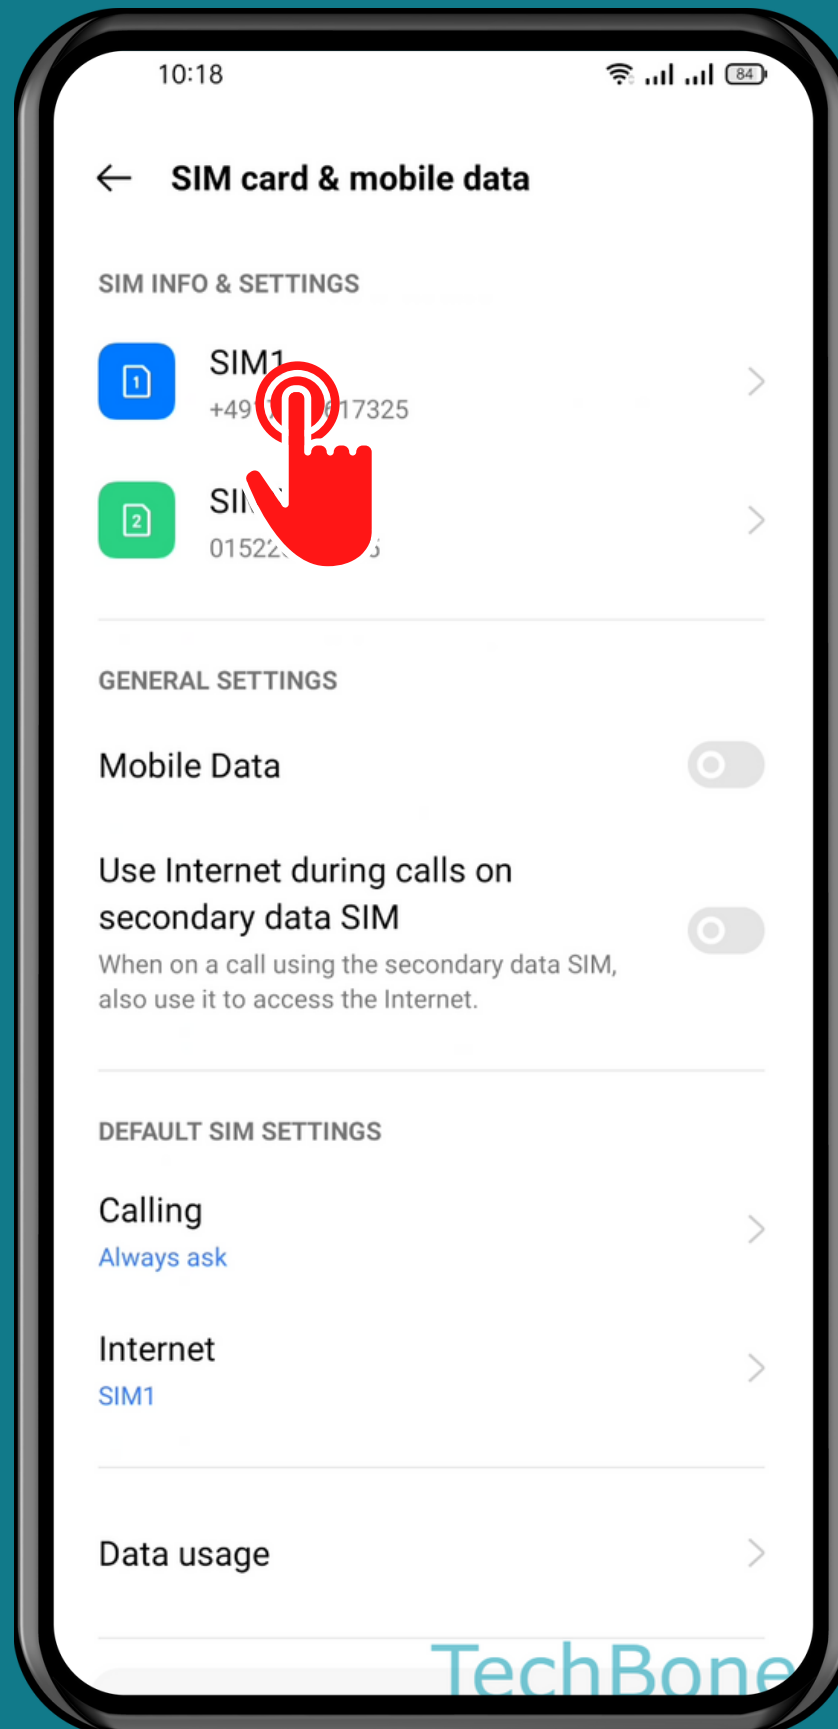 10:18
84
SIM card & mobile data
SIM INFO & SETTINGS
1
SIM1
2
GENERAL SETTINGS
Mobile Data
Use Internet during calls on
secondary data SIM
When on a call using the secondary data SIM,
also use it to access the Internet.
DEFAULT SIM SETTINGS
Calling
Always ask
Internet
SIM1
Data usage
TechBone